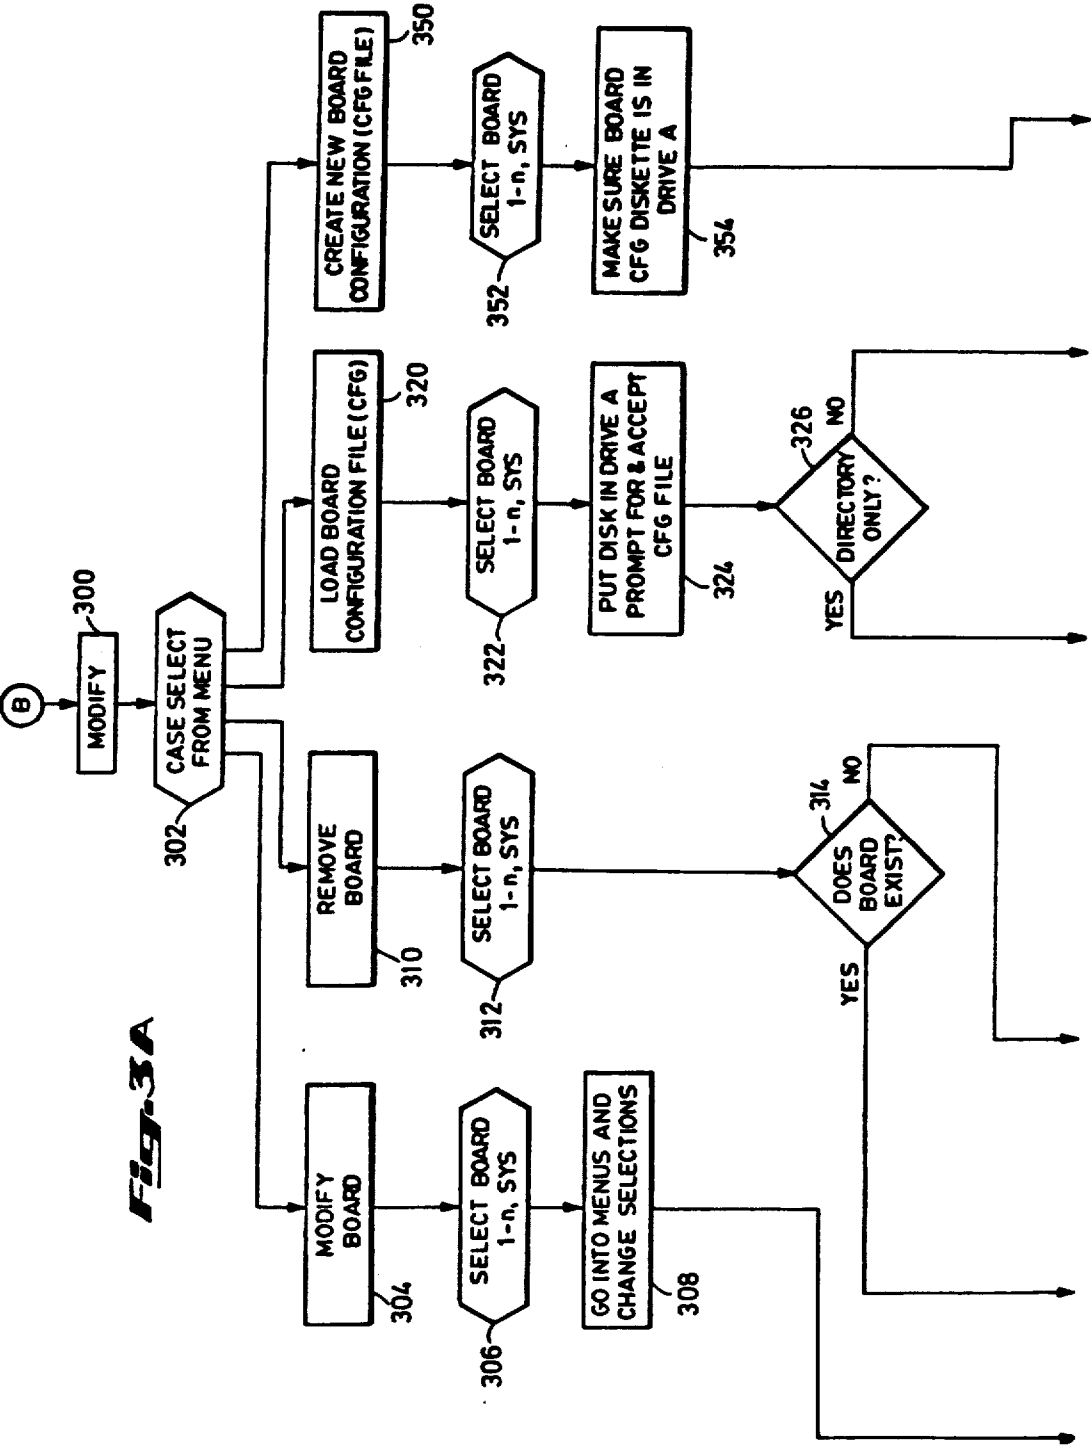 Fig.3A
B
MODIFY
300
CASE SELECT
FROM MENU
302
MODIFY
BOARD
304
SELECT BOARD
1-n, SYS
306
GO INTO MENUS AND
CHANGE SELECTIONS
308
REMOVE
BOARD
310
SELECT BOARD
1-n, SYS
312
DOES
BOARD
EXIST?
314
YES
NO
LOAD BOARD
CONFIGURATION FILE (CFG)
320
SELECT BOARD
1-n, SYS
322
PUT DISK IN DRIVE A
PROMPT FOR & ACCEPT
CFG FILE
324
DIRECTORY
ONLY?
326
YES
NO
CREATE NEW BOARD
CONFIGURATION (CFG FILE)
350
SELECT BOARD
1-n, SYS
352
MAKE SURE BOARD
CFG DISKETTE IS IN
DRIVE A
354